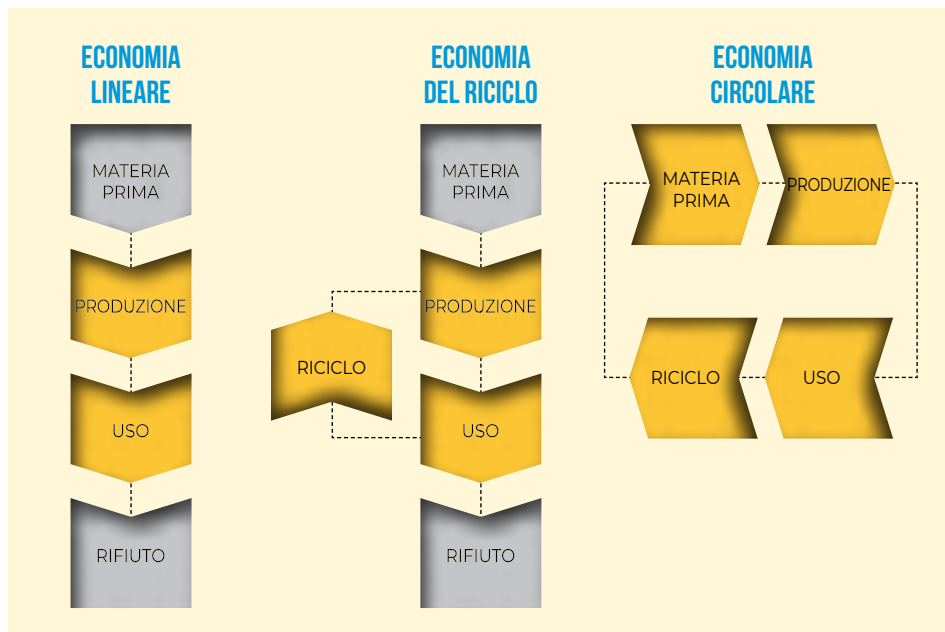 ECONOMIA
LINEARE
MATERIA
PRIMA
PRODUZIONE
USO
RIFIUTO
ECONOMIA
DEL RICICLO
MATERIA
PRIMA
PRODUZIONE
RICICLO
USO
RIFIUTO
ECONOMIA
CIRCOLARE
MATERIA
PRIMA
PRODUZIONE
RICICLO
USO